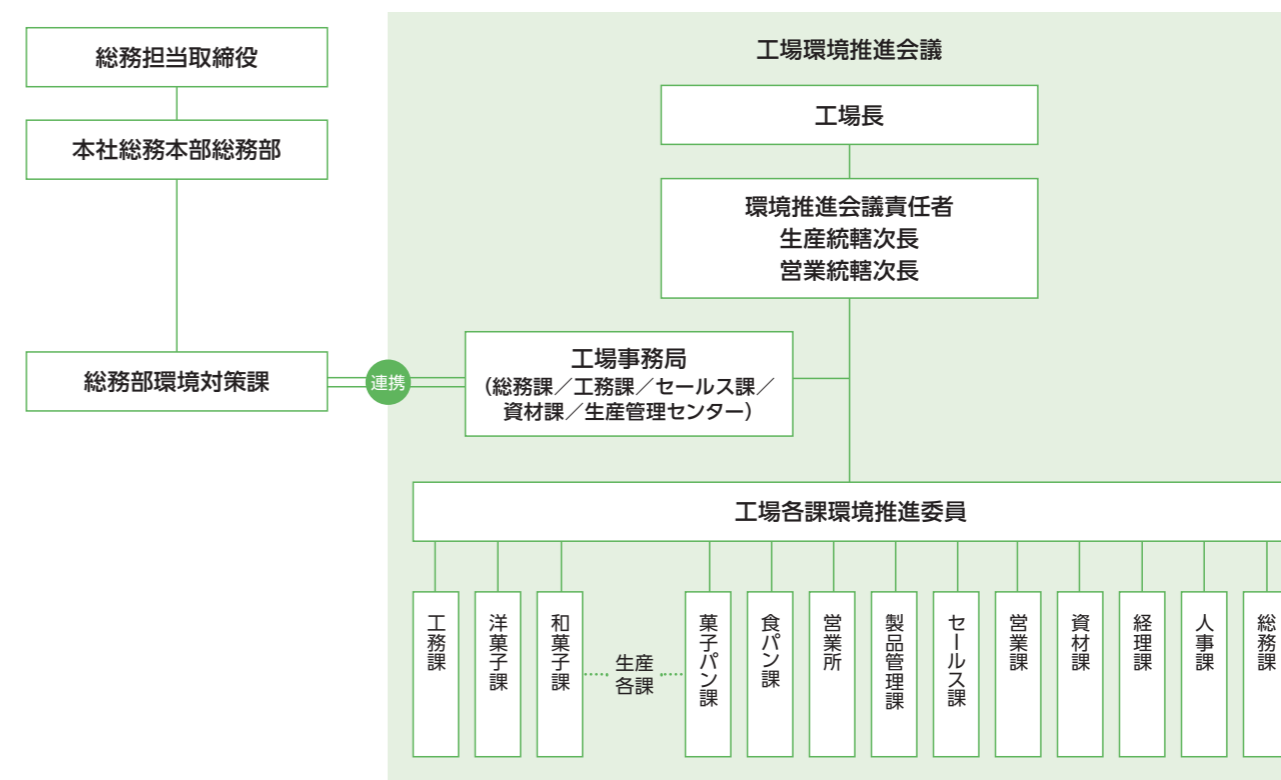 総務担当取締役
本社総務本部総務部
総務部環境対策課
連携
工場環境推進会議
工場長
環境推進会議責任者
生産統轄次長
営業統轄次長
工場事務局
（総務課／工務課／セールス課／
資材課／生産管理センター）
工場各課環境推進委員
工務課
洋菓子課
和菓子課
生産
各課
菓子パン課
食パン課
営業所
製品管理課
セールス課
営業課
資材課
経理課
人事課
総務課